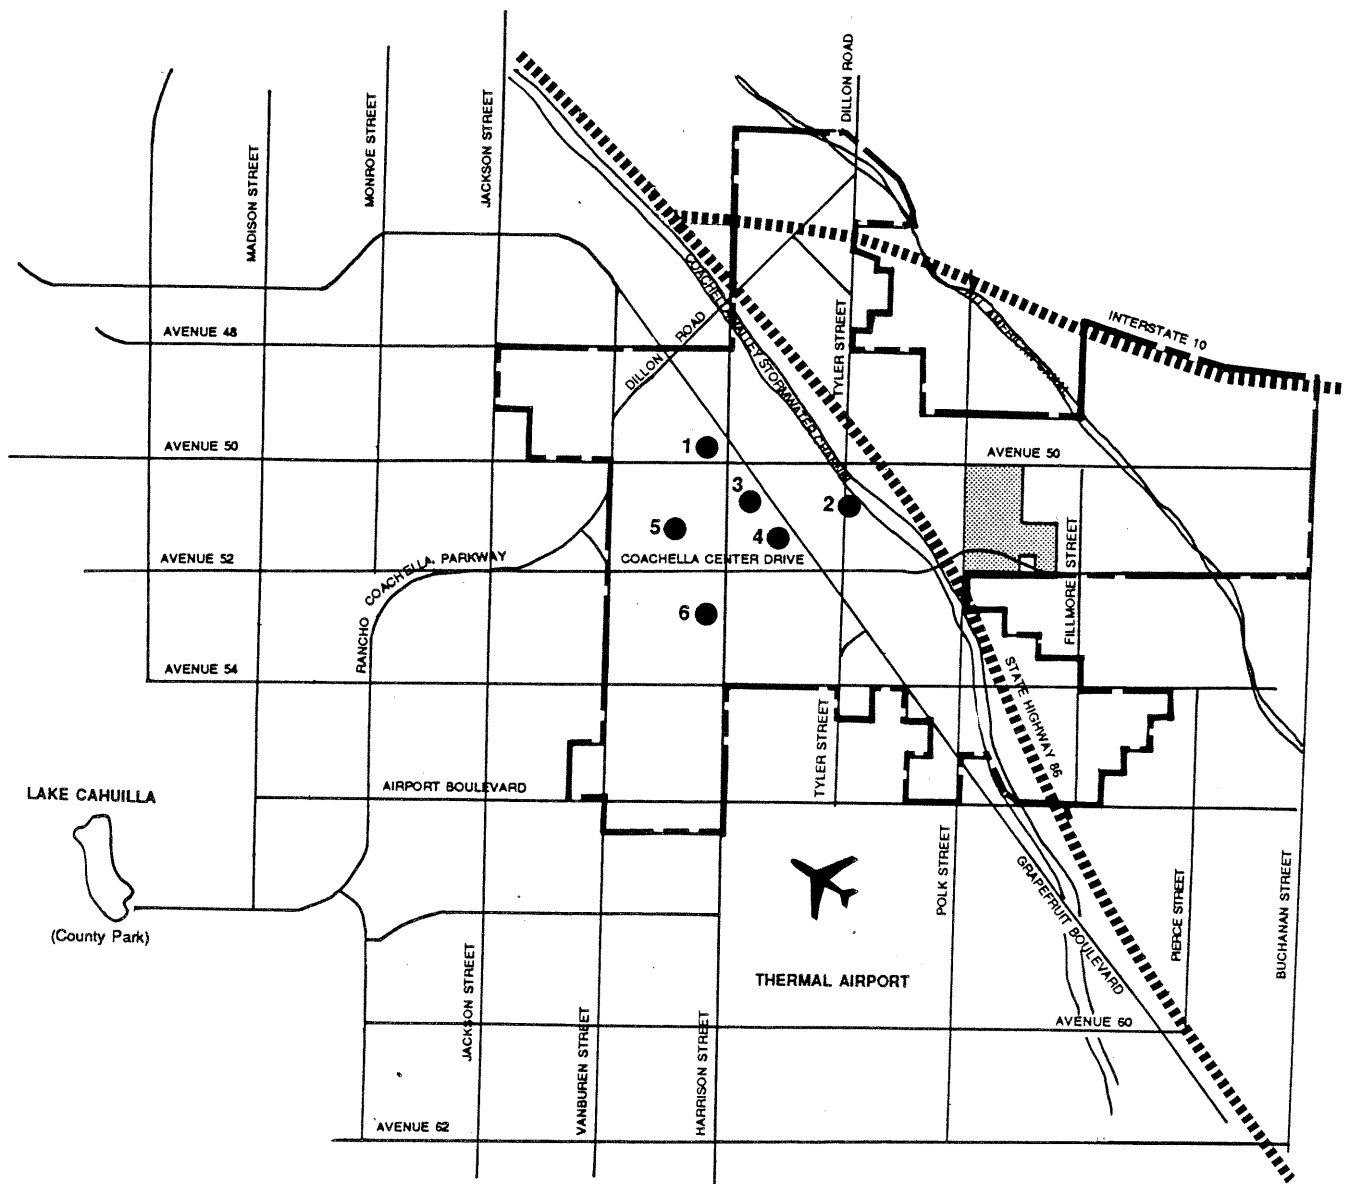 DILLON ROAD
MONROE STREET
JACKSON STREET
MADISON STREET
COACHELLA VALLEY STORMWATER CHANNEL
INTERSTATE 10
AVENUE 48
DILLON ROAD
TYLER STREET
ALL AMERICAN CANAL
AVENUE 50
1
AVENUE 50
3
2
5
4
AVENUE 52
RANCHO COACHELLA PARKWAY
COACHELLA CENTER DRIVE
FILLMORE STREET
6
AVENUE 54
STATE HIGHWAY 86
TYLER STREET
LAKE CAHUILLA
AIRPORT BOULEVARD
(County Park)
POLK STREET
GRAPEFRUIT BOULEVARD
PIERCE STREET
BUCHANAN STREET
THERMAL AIRPORT
JACKSON STREET
VANBUREN STREET
HARRISON STREET
AVENUE 60
AVENUE 62